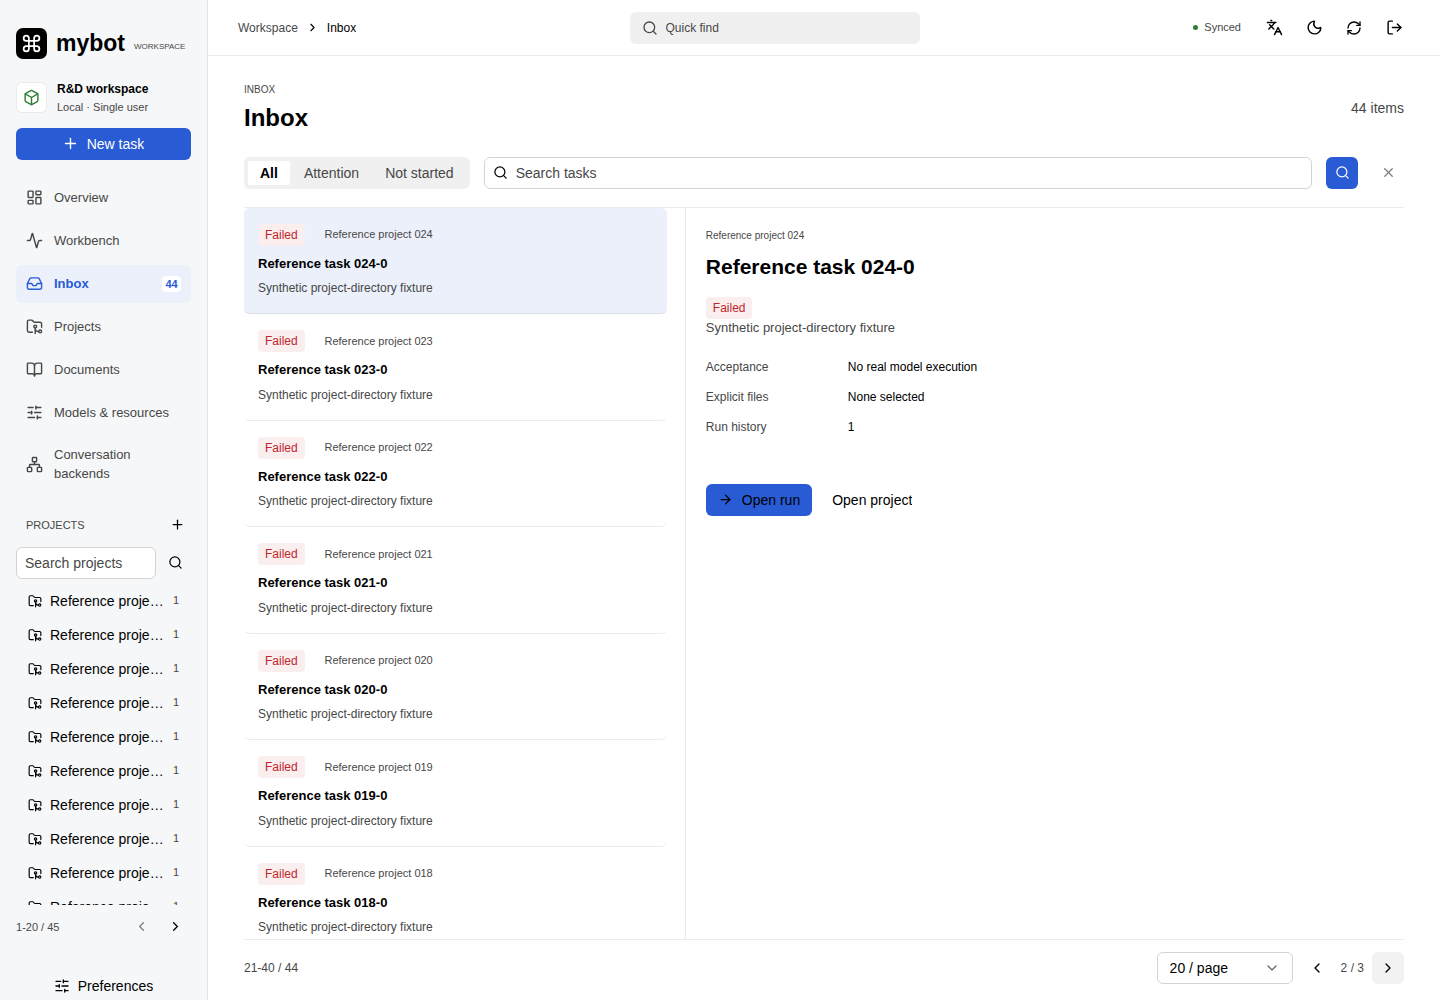 mybot WORKSPACE
R&D workspace
Local · Single user
New task
Overview
Workbench
Inbox 44
Projects
Documents
Models & resources
Conversation
backends
PROJECTS
Search projects
Reference proje… 1
Reference proje… 1
Reference proje… 1
Reference proje… 1
Reference proje… 1
Reference proje… 1
Reference proje… 1
Reference proje… 1
Reference proje… 1
1-20 / 45
Preferences
Workspace Inbox
Quick find
Synced
INBOX
Inbox
44 items
All Attention Not started
Search tasks
Failed Reference project 024
Reference task 024-0
Synthetic project-directory fixture
Failed Reference project 023
Reference task 023-0
Synthetic project-directory fixture
Failed Reference project 022
Reference task 022-0
Synthetic project-directory fixture
Failed Reference project 021
Reference task 021-0
Synthetic project-directory fixture
Failed Reference project 020
Reference task 020-0
Synthetic project-directory fixture
Failed Reference project 019
Reference task 019-0
Synthetic project-directory fixture
Failed Reference project 018
Reference task 018-0
Synthetic project-directory fixture
Reference project 024
Reference task 024-0
Failed
Synthetic project-directory fixture
Acceptance No real model execution
Explicit files None selected
Run history 1
Open run Open project
21-40 / 44
20 / page
2 / 3